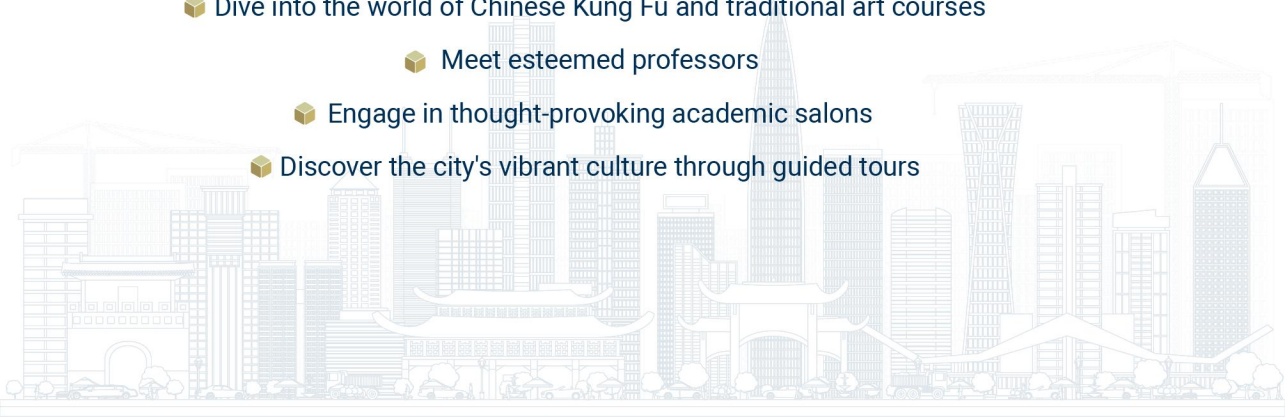 Dive into the world of Chinese Kung Fu and traditional art courses
Meet esteemed professors
Engage in thought-provoking academic salons
Discover the city's vibrant culture through guided tours